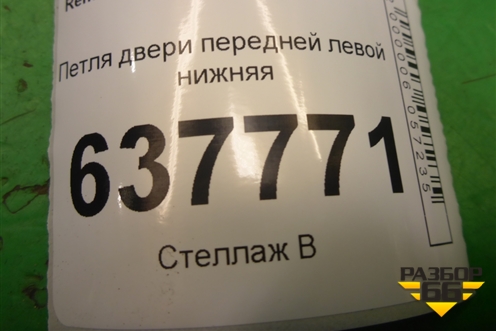 Петля двери передней левой
нижняя
637771
Стеллаж В
РАЗБОР
66